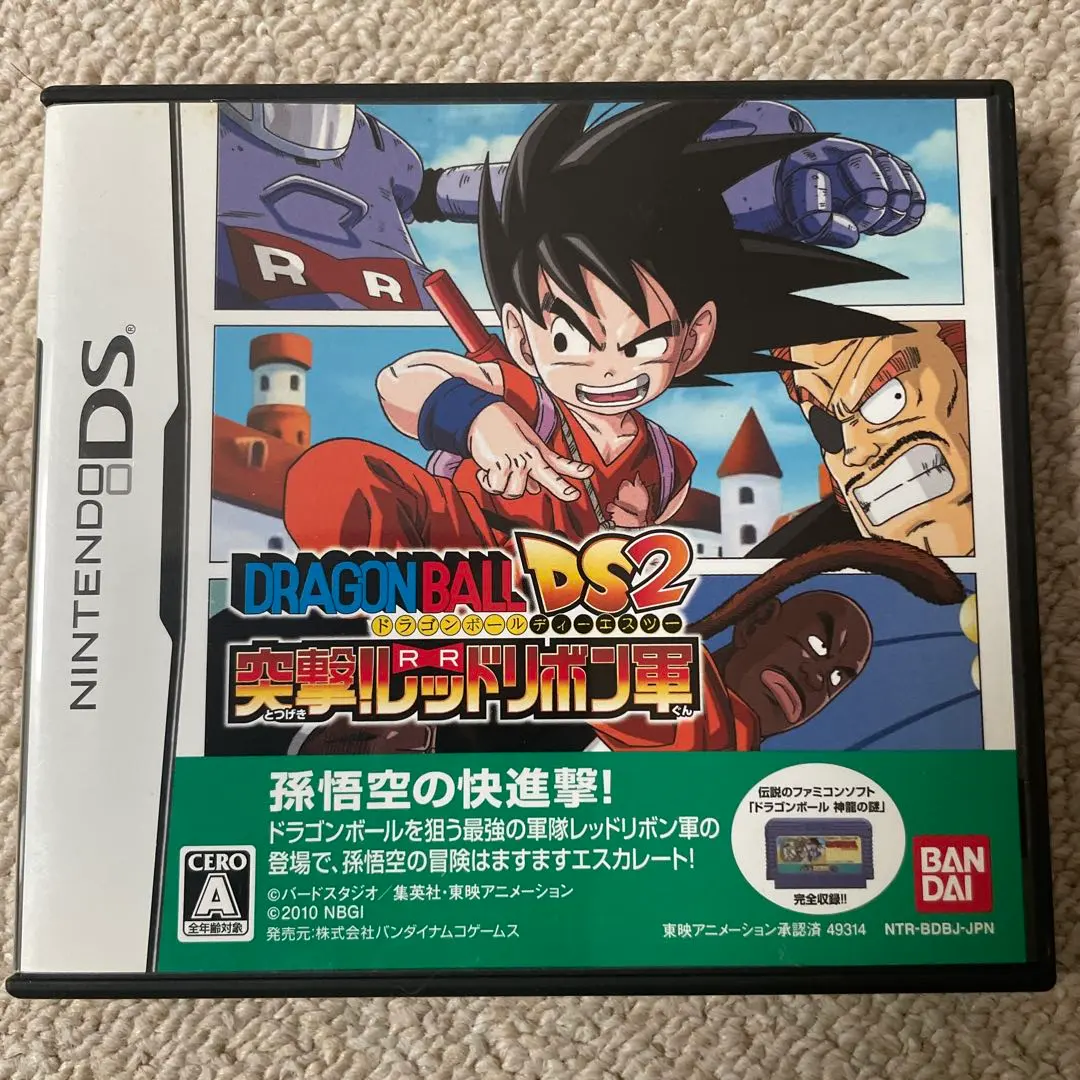 NINTENDO DS®
R R
DRAGON BALL DS2
ドラゴンボールディーエスツー
R R
突撃!レッドリボン軍
とつげき ぐん
孫悟空の快進撃!
ドラゴンボールを狙う最強の軍隊レッドリボン軍の
登場で、孫悟空の冒険はますますエスカレート!
伝説のファミコンソフト
「ドラゴンボール 神龍の謎」
完全収録!!
CERO
A
全年齢対象
©バードスタジオ/集英社・東映アニメーション
©2010 NBGI
発売元:株式会社バンダイナムコゲームス
BAN
DAI
東映アニメーション承認済 49314
NTR-BDBJ-JPN